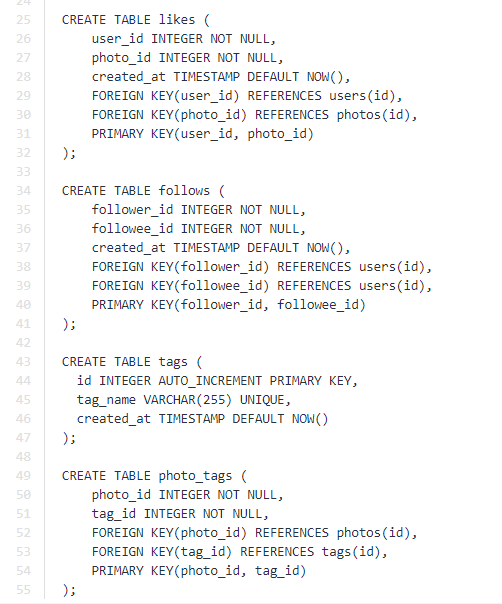 25 CREATE TABLE likes (
26     user_id INTEGER NOT NULL,
27     photo_id INTEGER NOT NULL,
28     created_at TIMESTAMP DEFAULT NOW(),
29     FOREIGN KEY(user_id) REFERENCES users(id),
30     FOREIGN KEY(photo_id) REFERENCES photos(id),
31     PRIMARY KEY(user_id, photo_id)
32 );
33
34 CREATE TABLE follows (
35     follower_id INTEGER NOT NULL,
36     followee_id INTEGER NOT NULL,
37     created_at TIMESTAMP DEFAULT NOW(),
38     FOREIGN KEY(follower_id) REFERENCES users(id),
39     FOREIGN KEY(followee_id) REFERENCES users(id),
40     PRIMARY KEY(follower_id, followee_id)
41 );
42
43 CREATE TABLE tags (
44   id INTEGER AUTO_INCREMENT PRIMARY KEY,
45   tag_name VARCHAR(255) UNIQUE,
46   created_at TIMESTAMP DEFAULT NOW()
47 );
48
49 CREATE TABLE photo_tags (
50     photo_id INTEGER NOT NULL,
51     tag_id INTEGER NOT NULL,
52     FOREIGN KEY(photo_id) REFERENCES photos(id),
53     FOREIGN KEY(tag_id) REFERENCES tags(id),
54     PRIMARY KEY(photo_id, tag_id)
55 );